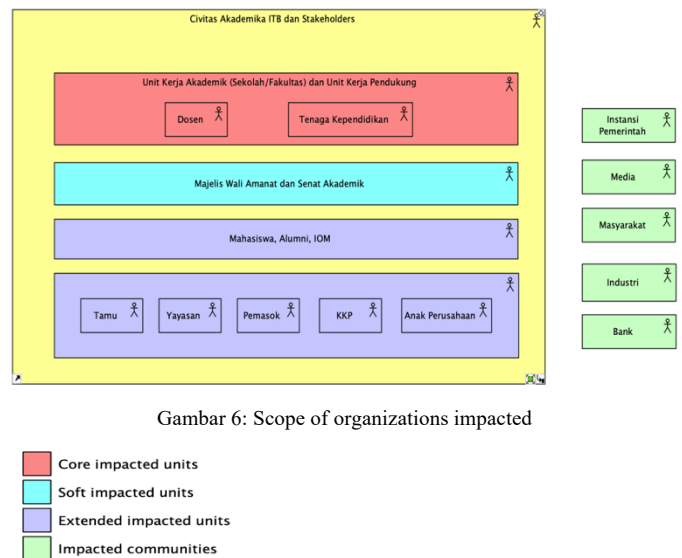 Civitas Akademika ITB dan Stakeholders
Unit Kerja Akademik (Sekolah/Fakultas) dan Unit Kerja Pendukung
Dosen
Tenaga Kependidikan
Majelis Wali Amanat dan Senat Akademik
Mahasiswa, Alumni, IOM
Tamu
Yayasan
Pemasok
KKP
Anak Perusahaan
Instansi
Pemerintah
Media
Masyarakat
Industri
Bank
Gambar 6: Scope of organizations impacted
Core impacted units
Soft impacted units
Extended impacted units
Impacted communities